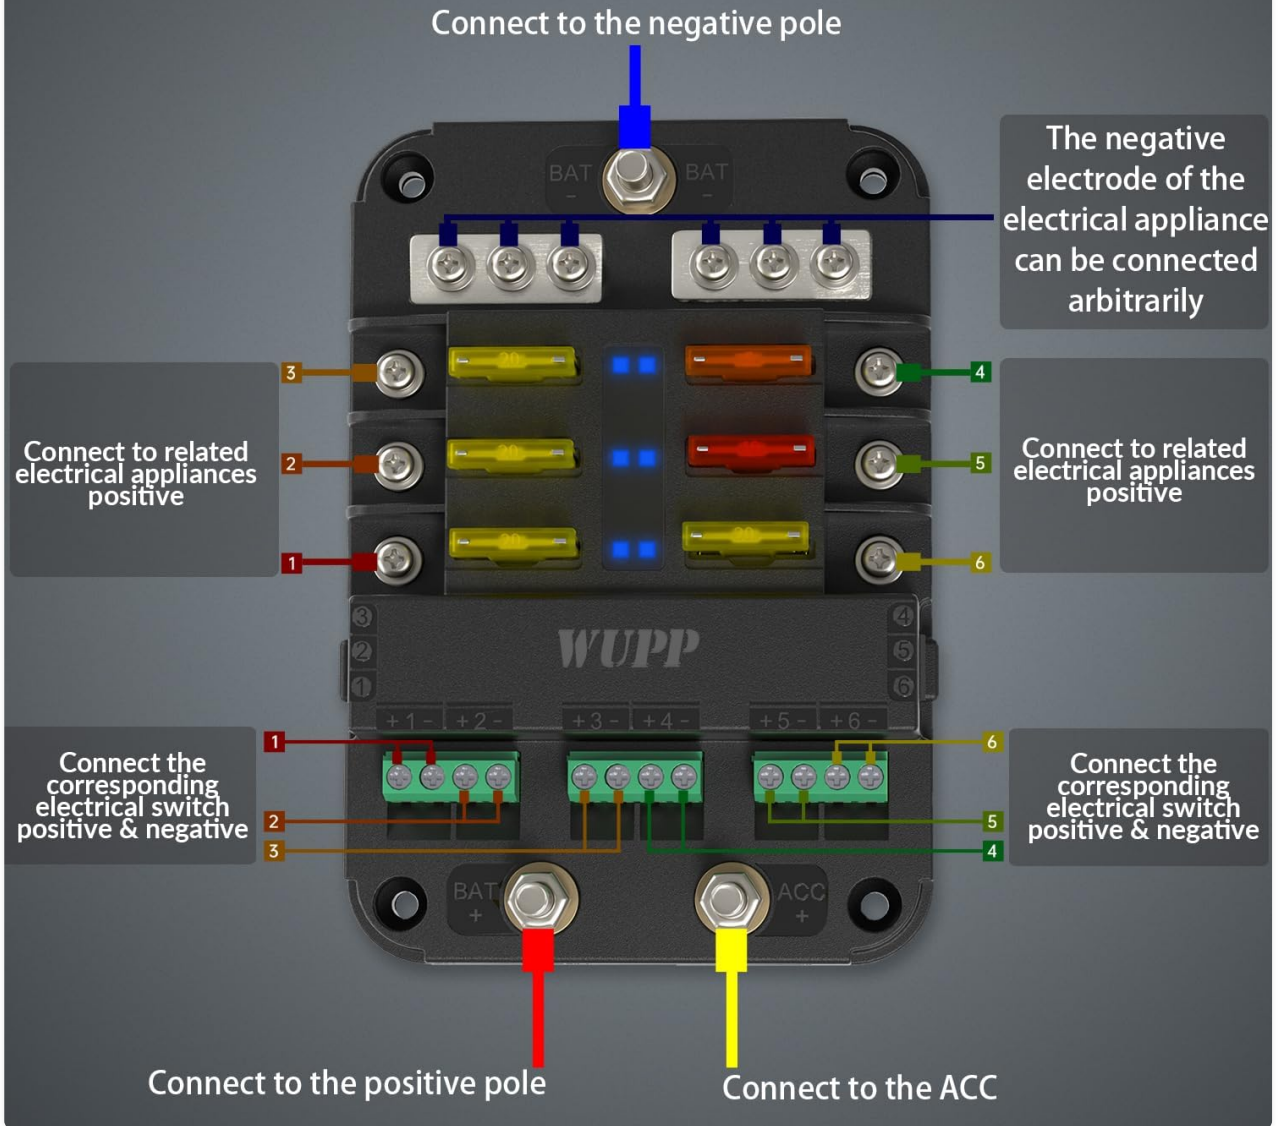 Connect to the negative pole
BAT
-
BAT
-
The negative
electrode of the
electrical appliance
can be connected
arbitrarily
3
20
4
Connect to related
electrical appliances
positive
2
20
5
Connect to related
electrical appliances
positive
1
20
20
6
3
2
1
WUPP
4
5
6
+ 1 -
+ 2 -
+ 3 -
+ 4 -
+ 5 -
+ 6 -
Connect the
corresponding
electrical switch
positive & negative
1
2
3
6
5
4
Connect the
corresponding
electrical switch
positive & negative
BAT
+
ACC
+
Connect to the positive pole
Connect to the ACC